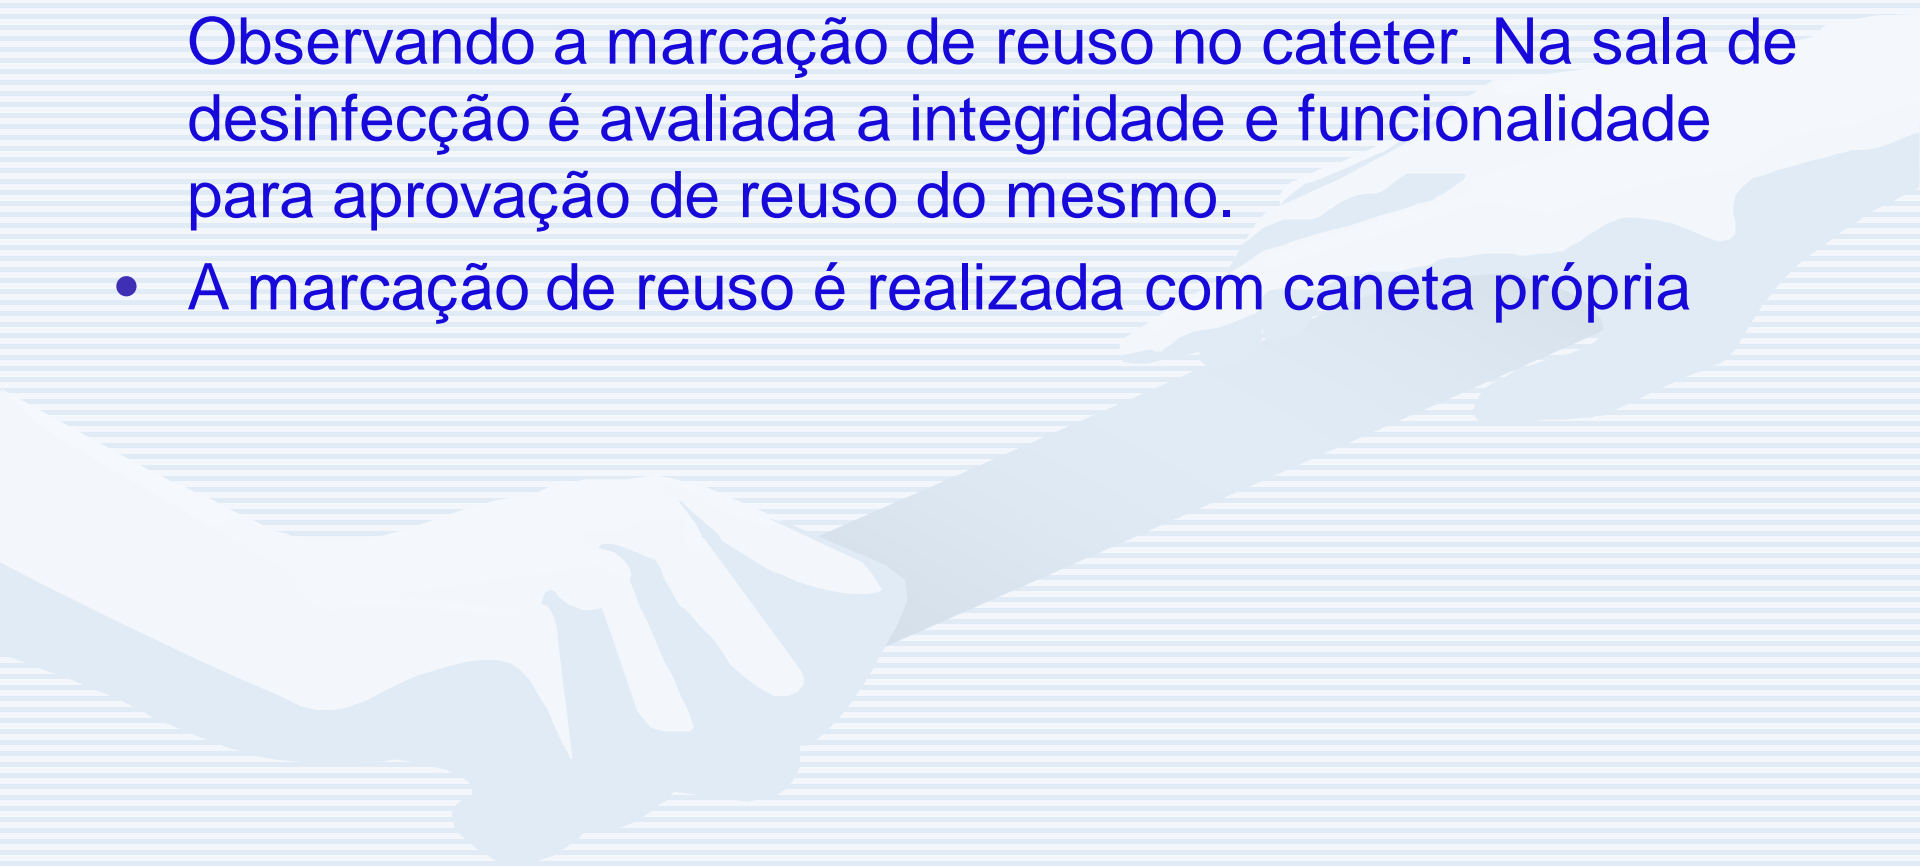 Observando a marcação de reuso no cateter. Na sala de
desinfecção é avaliada a integridade e funcionalidade
para aprovação de reuso do mesmo.
• A marcação de reuso é realizada com caneta própria